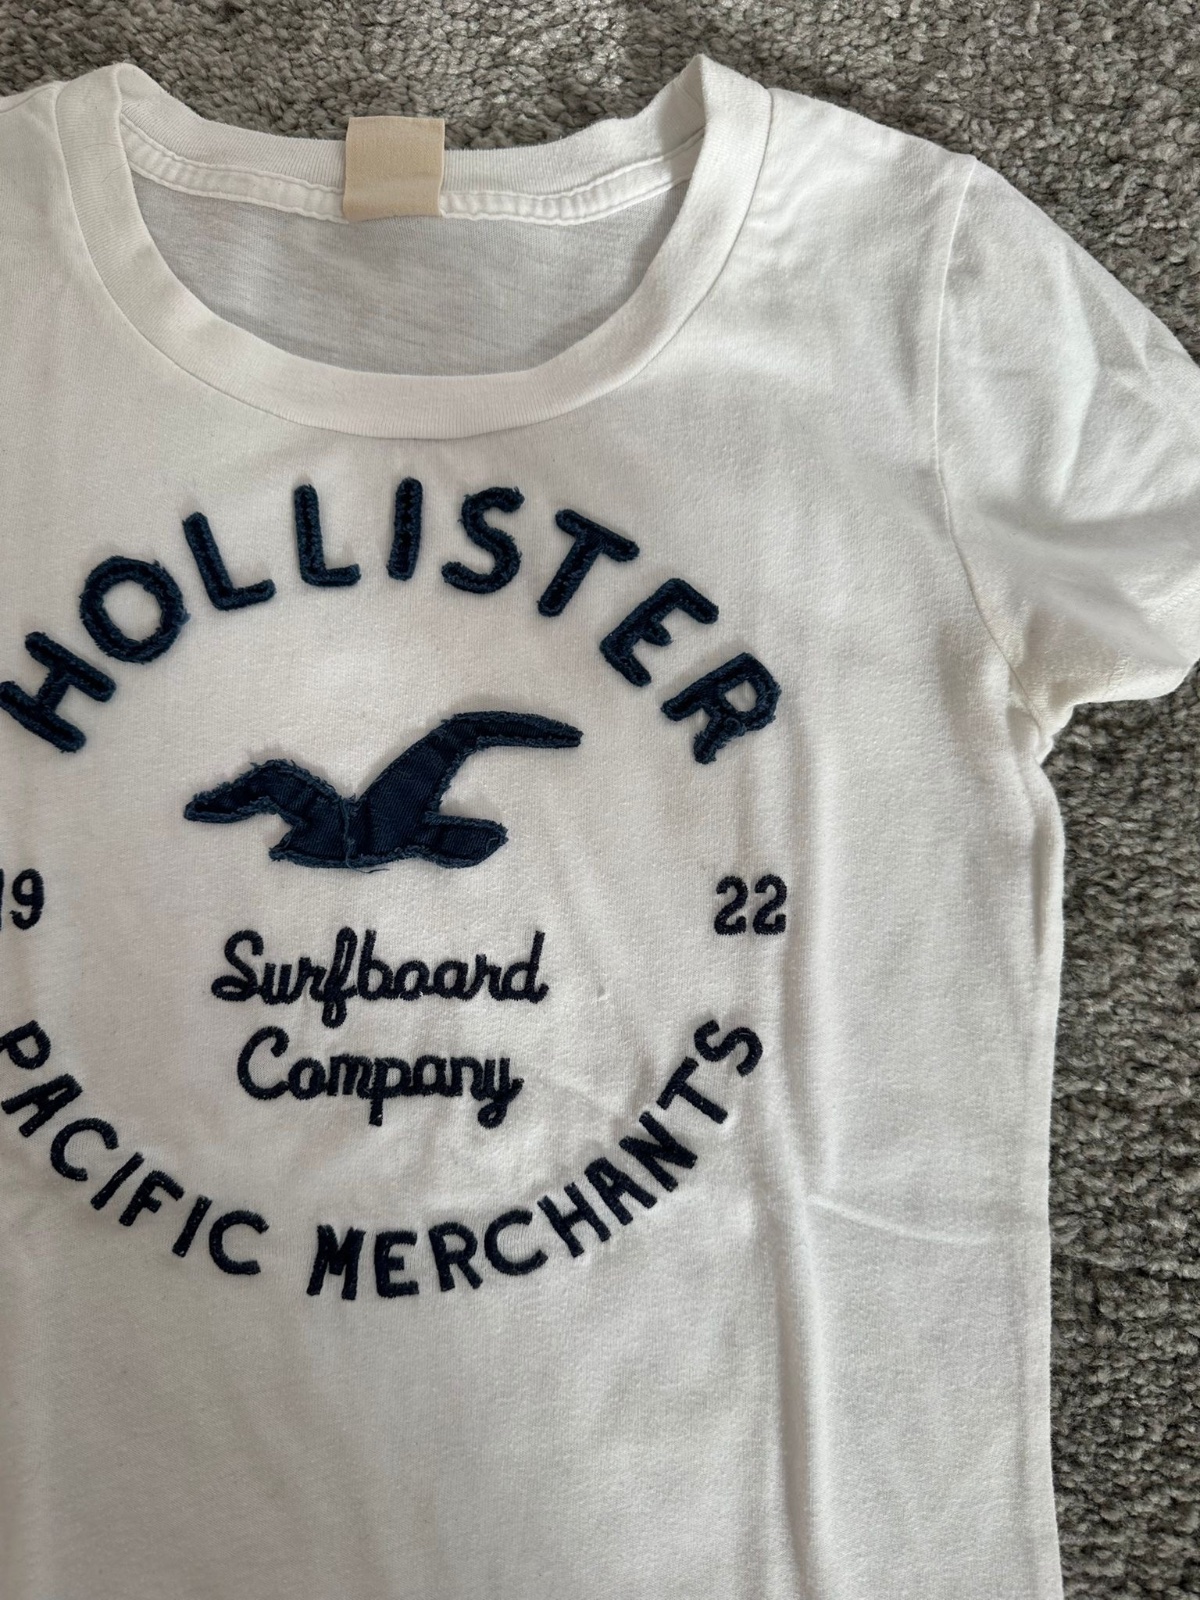 HOLLISTER
19 22
Surfboard
Company
PACIFIC MERCHANTS